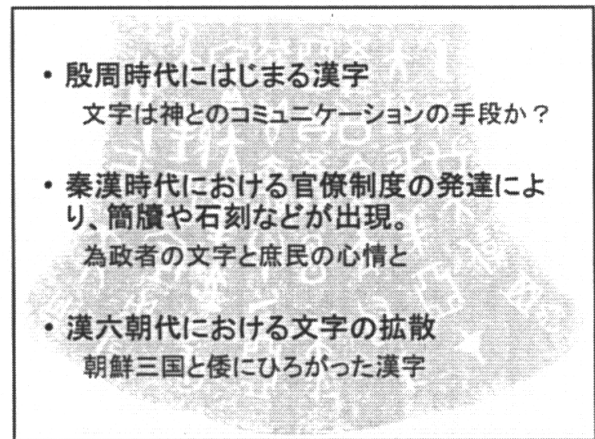 ・殷周時代にはじまる漢字
文字は神とのコミュニケーションの手段か？
・秦漢時代における官僚制度の発達によ
り、簡牘や石刻などが出現。
為政者の文字と庶民の心情と
・漢六朝代における文字の拡散
朝鮮三国と倭にひろがった漢字